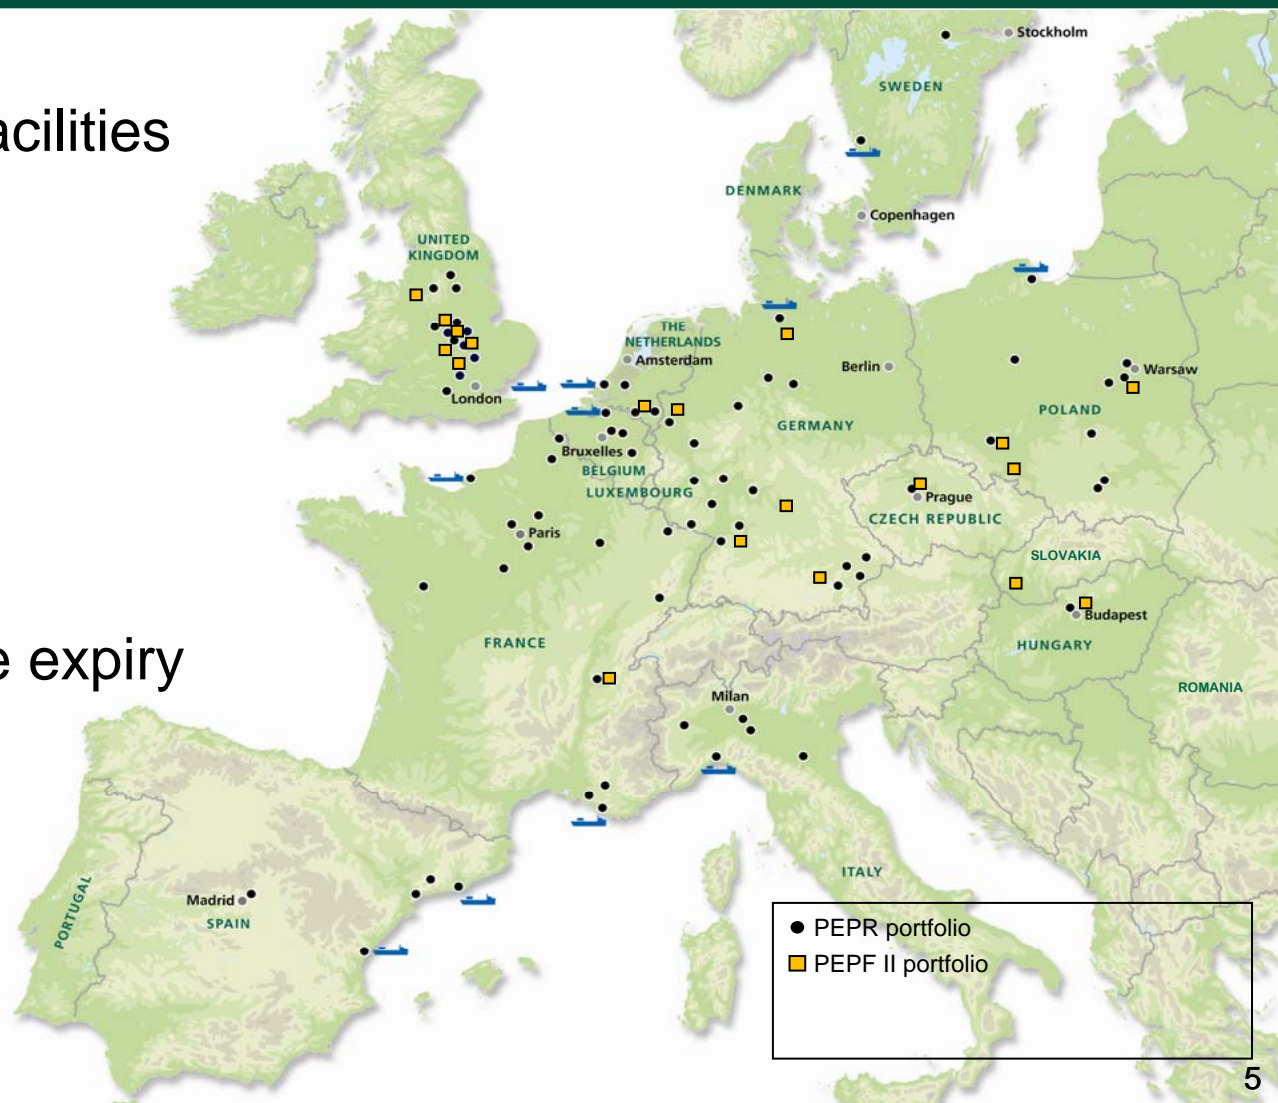 Stockholm
SWEDEN
acilities
DENMARK
Copenhagen
UNITED
KINGDOM
THE
NETHERLANDS
Amsterdam
Berlin
Warsaw
London
POLAND
GERMANY
Bruxelles
BELGIUM
LUXEMBOURG
Prague
CZECH REPUBLIC
Paris
SLOVAKIA
Budapest
FRANCE
HUNGARY
e expiry
ROMANIA
Milan
ITALY
PORTUGAL
Madrid
SPAIN
PEPR portfolio
PEPF II portfolio
5